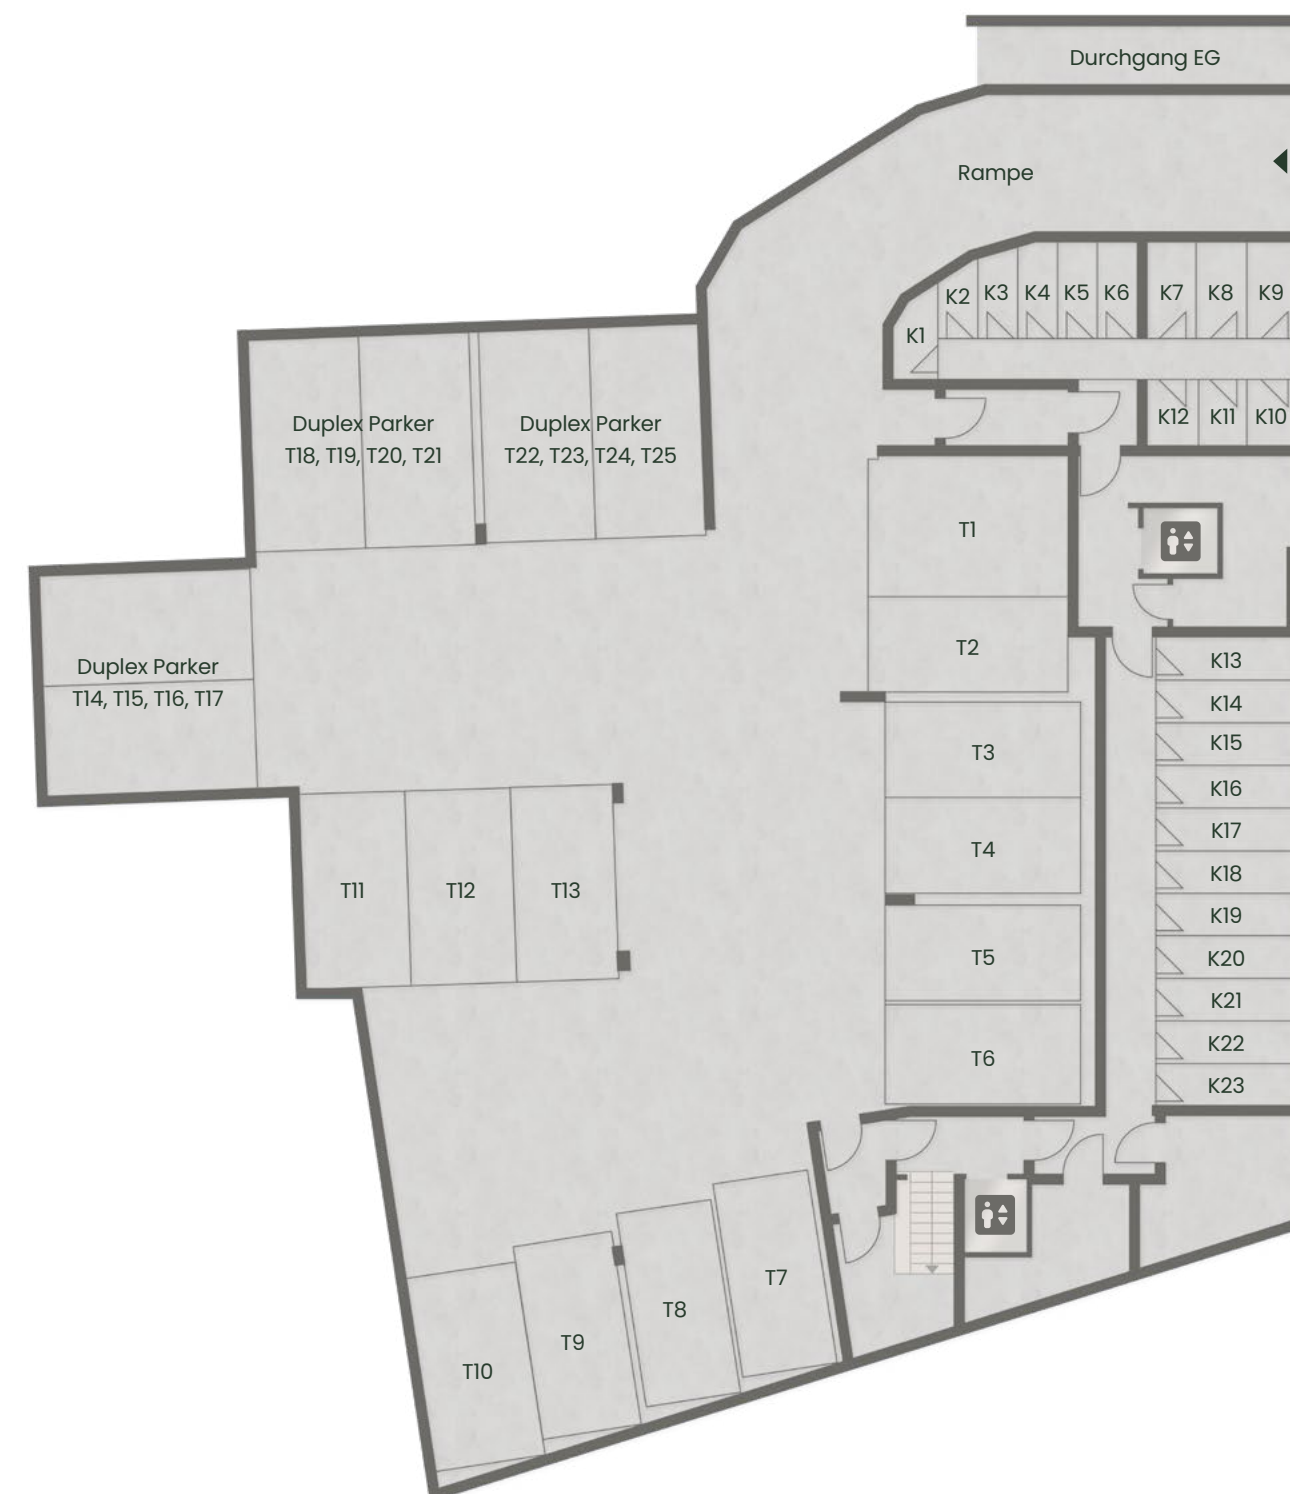 Durchgang EG
Rampe
K1
K2
K3
K4
K5
K6
K7
K8
K9
K12
K11
K10
Duplex Parker
T18, T19, T20, T21
Duplex Parker
T22, T23, T24, T25
T1
T2
Duplex Parker
T14, T15, T16, T17
T3
T4
T5
T6
T11
T12
T13
K13
K14
K15
K16
K17
K18
K19
K20
K21
K22
K23
T7
T8
T9
T10